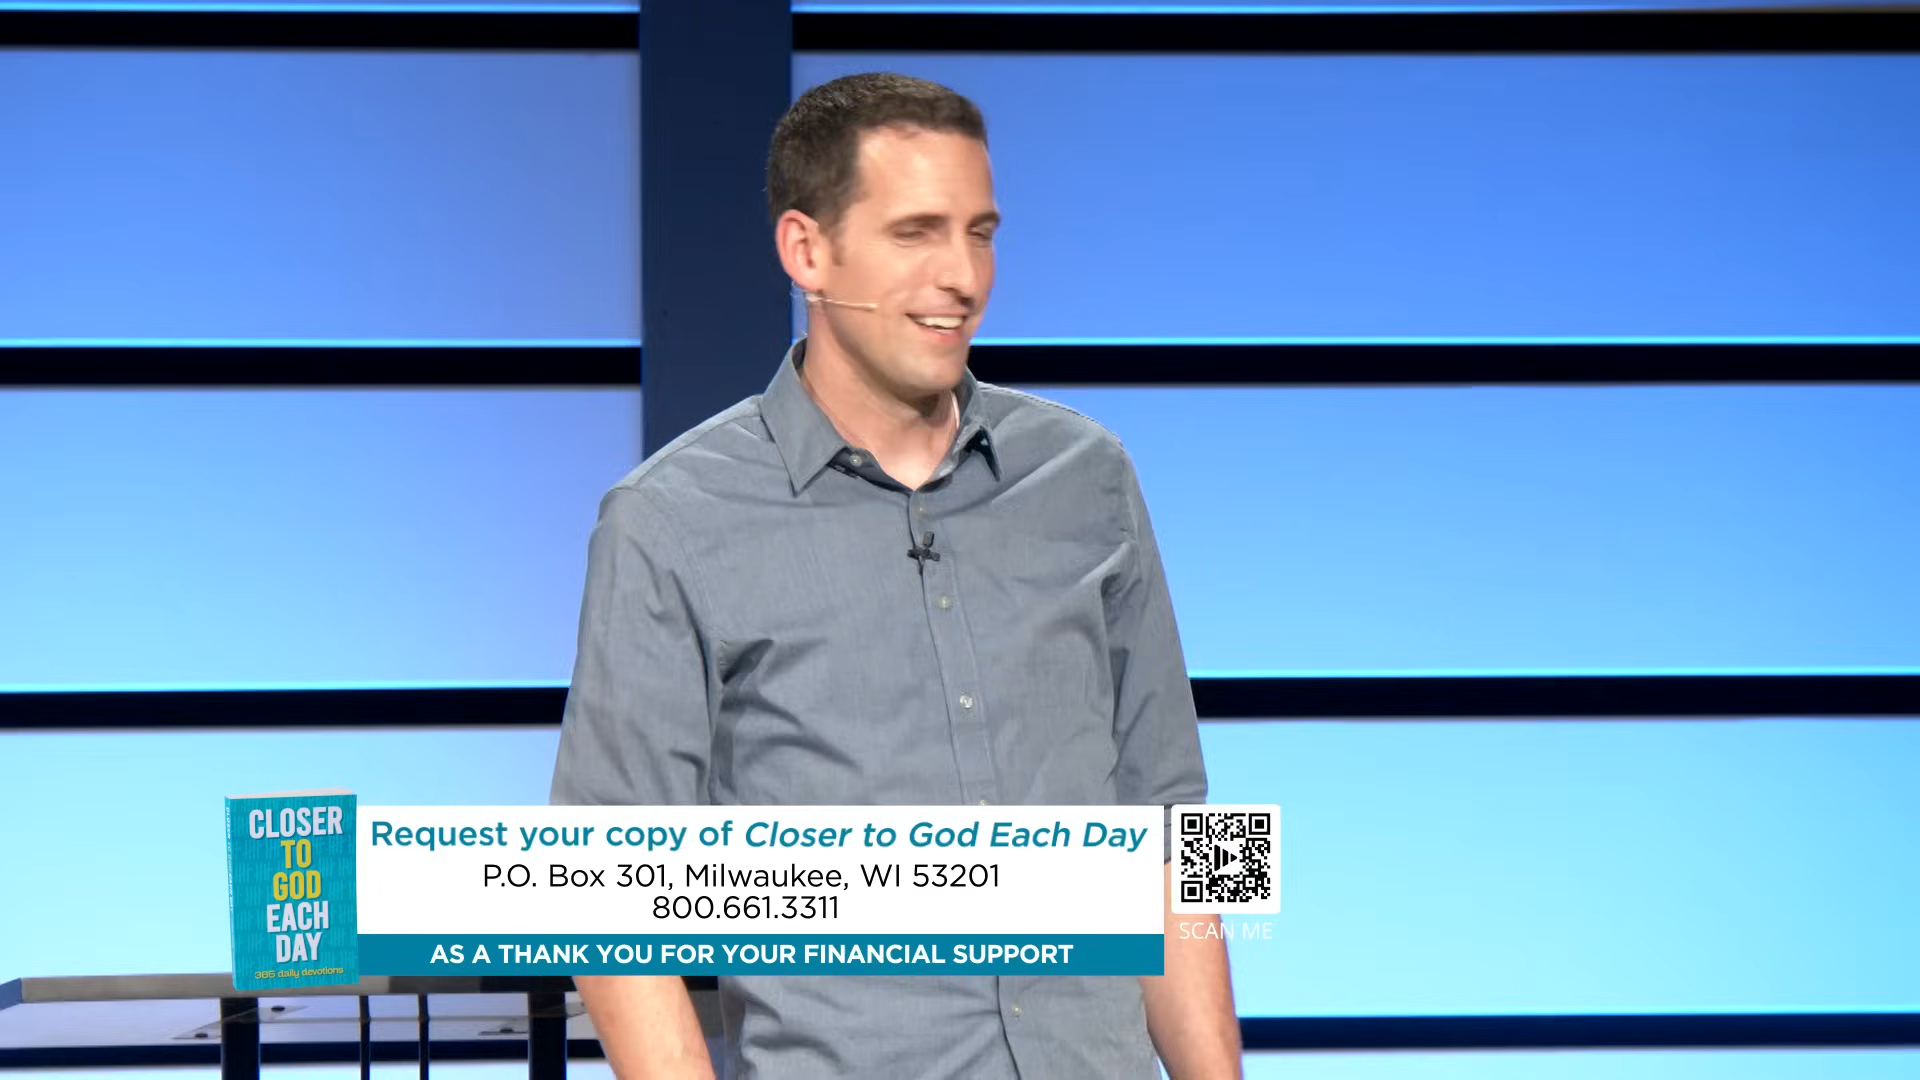 CLOSER
TO
GOD
EACH
DAY
365 daily devotions
Request your copy of Closer to God Each Day
P.O. Box 301, Milwaukee, WI 53201
800.661.3311
AS A THANK YOU FOR YOUR FINANCIAL SUPPORT
SCAN ME